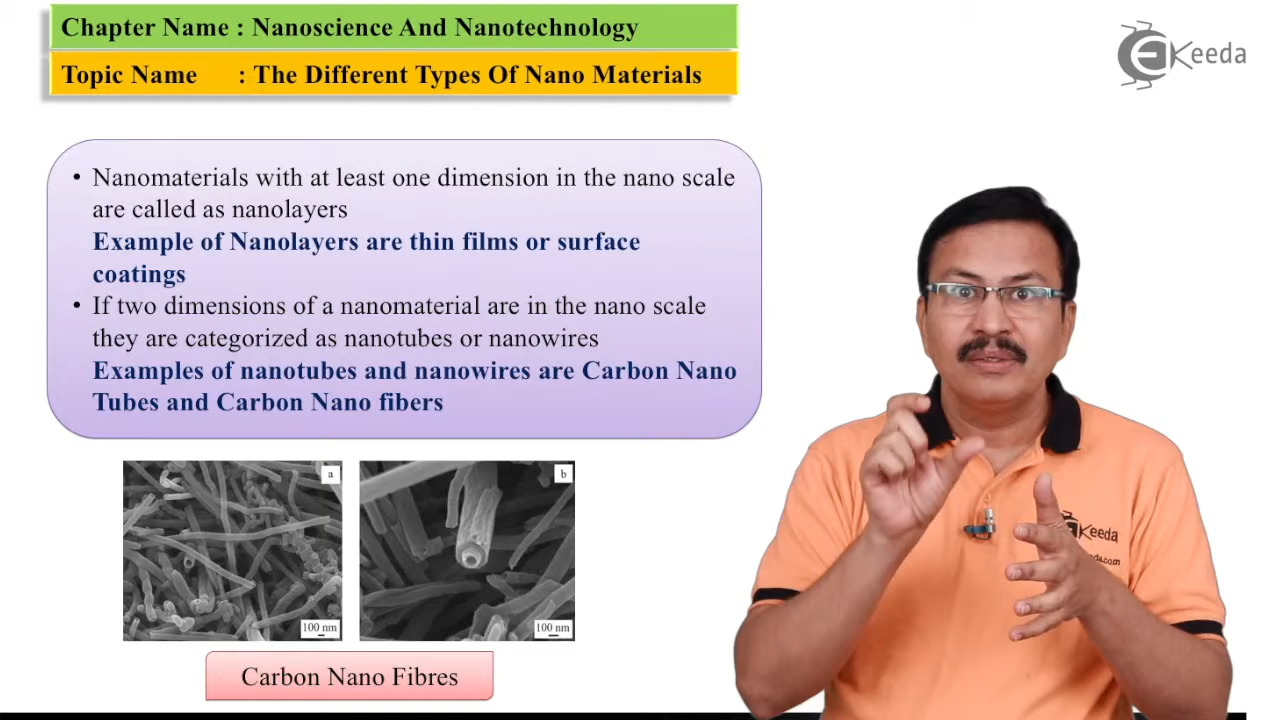 Chapter Name : Nanoscience And Nanotechnology
Topic Name : The Different Types Of Nano Materials
Keeda
• Nanomaterials with at least one dimension in the nano scale
are called as nanolayers
Example of Nanolayers are thin films or surface
coatings
• If two dimensions of a nanomaterial are in the nano scale
they are categorized as nanotubes or nanowires
Examples of nanotubes and nanowires are Carbon Nano
Tubes and Carbon Nano fibers
a
b
100 nm
100 nm
Carbon Nano Fibres
Keeda